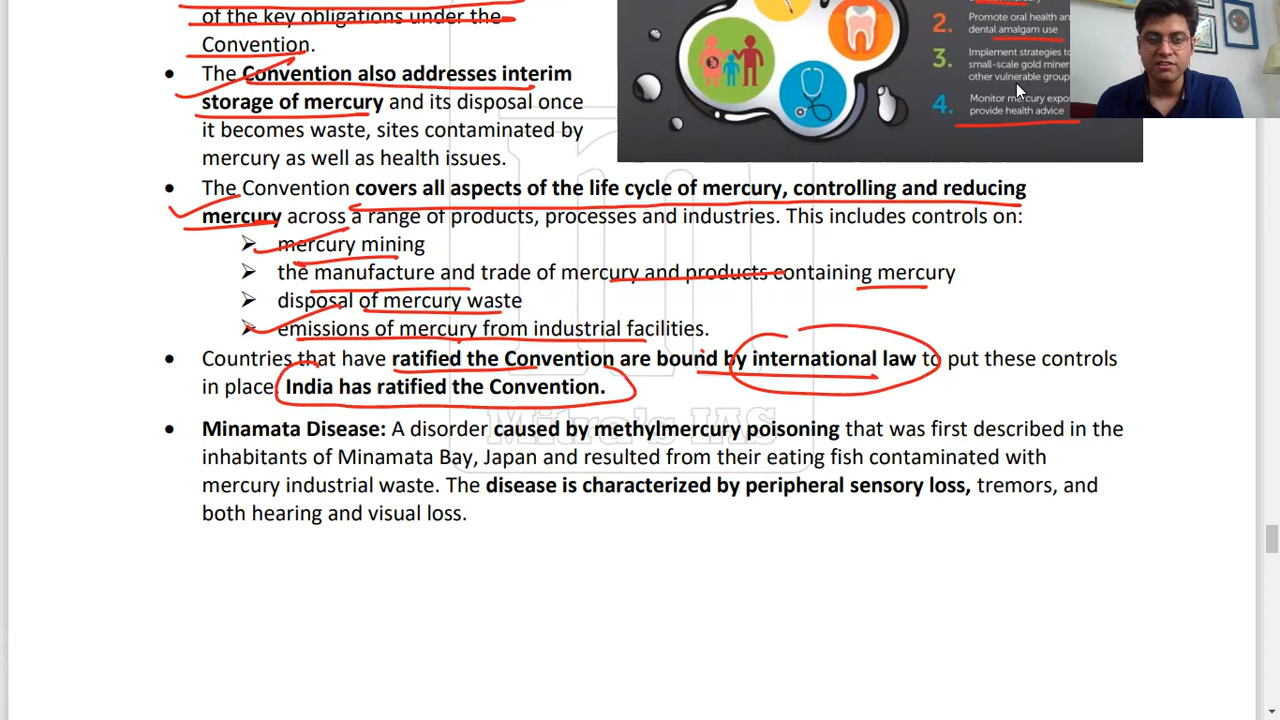 of the key obligations under the
Convention.
• The Convention also addresses interim
storage of mercury and its disposal once
it becomes waste, sites contaminated by
mercury as well as health issues.
2. Promote oral health an
dental amalgam use
3. Implement strategies to
small-scale gold miner
other vulnerable group
4. Monitor mercury expo
provide health advice
• The Convention covers all aspects of the life cycle of mercury, controlling and reducing
mercury across a range of products, processes and industries. This includes controls on:
➢ mercury mining
➢ the manufacture and trade of mercury and products containing mercury
➢ disposal of mercury waste
➢ emissions of mercury from industrial facilities.
• Countries that have ratified the Convention are bound by international law to put these controls
in place. India has ratified the Convention.
Mitra's IAS
• Minamata Disease: A disorder caused by methylmercury poisoning that was first described in the
inhabitants of Minamata Bay, Japan and resulted from their eating fish contaminated with
mercury industrial waste. The disease is characterized by peripheral sensory loss, tremors, and
both hearing and visual loss.